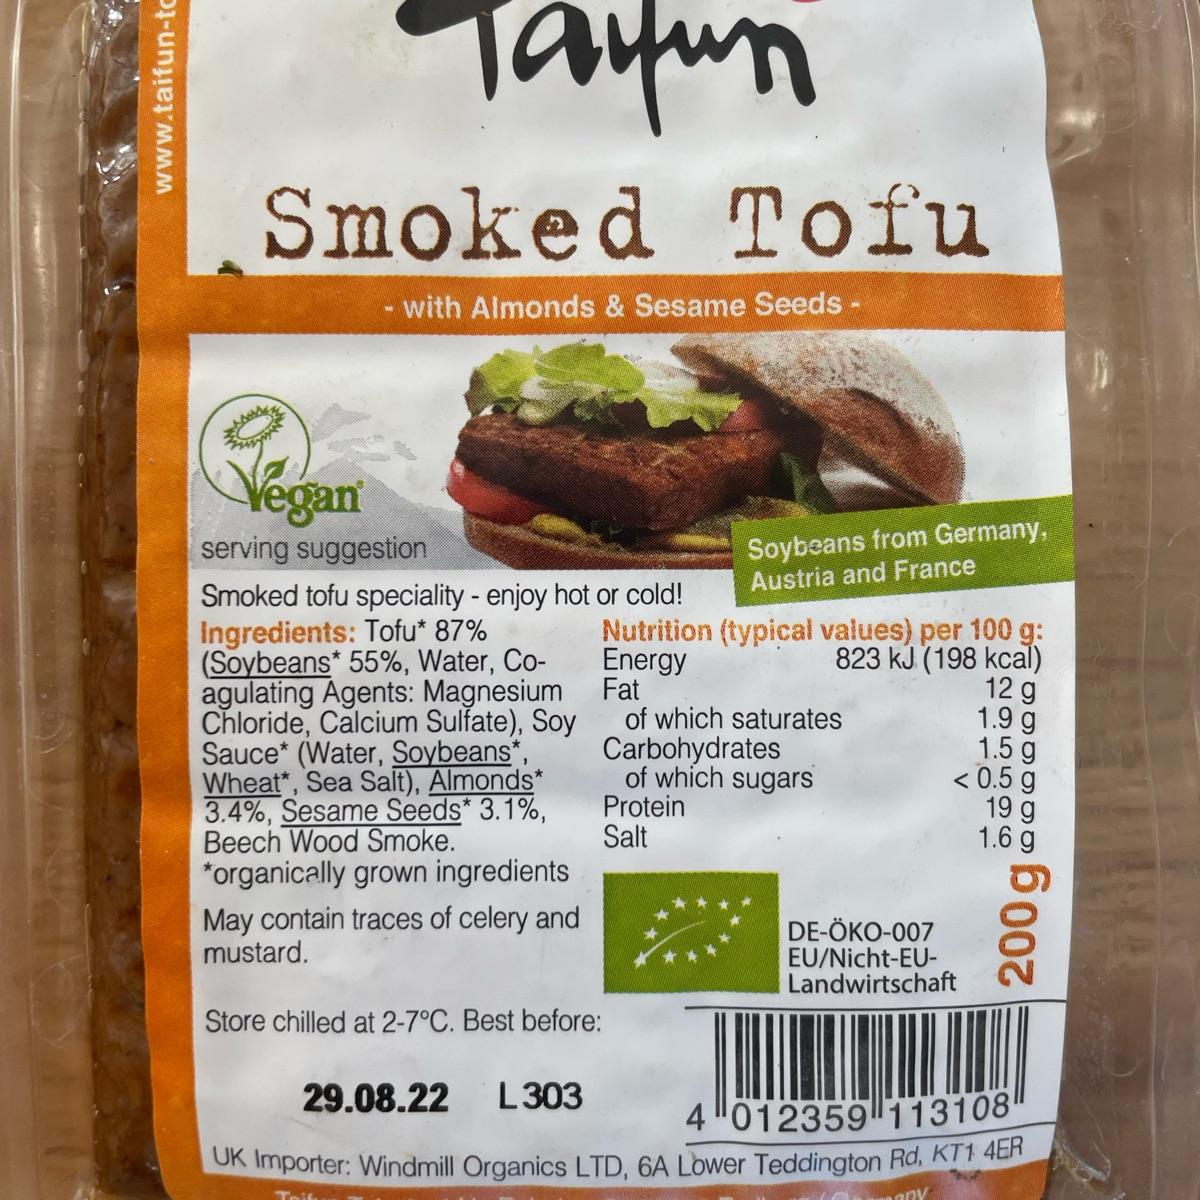 www.taifun-to
Taifun
Smoked Tofu
- with Almonds & Sesame Seeds -
Vegan
serving suggestion
Soybeans from Germany,
Austria and France
Smoked tofu speciality - enjoy hot or cold!
Ingredients: Tofu* 87%
(Soybeans* 55%, Water, Co-
agulating Agents: Magnesium
Chloride, Calcium Sulfate), Soy
Sauce* (Water, Soybeans*,
Wheat*, Sea Salt), Almonds*
3.4%, Sesame Seeds* 3.1%,
Beech Wood Smoke.
*organically grown ingredients
May contain traces of celery and
mustard.
Nutrition (typical values) per 100 g:
Energy 823 kJ (198 kcal)
Fat 12 g
of which saturates 1.9 g
Carbohydrates 1.5 g
of which sugars < 0.5 g
Protein 19 g
Salt 1.6 g
200 g
DE-ÖKO-007
EU/Nicht-EU-
Landwirtschaft
Store chilled at 2-7°C. Best before:
29.08.22 L303
4 012359 113108
UK Importer: Windmill Organics LTD, 6A Lower Teddington Rd, KT1 4ER